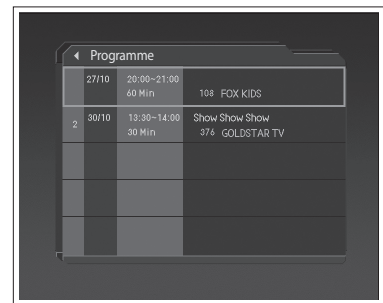 Programme
27/10 20:00~21:00
60 Min 108 FOX KIDS
2 30/10 13:30~14:00 Show Show Show
30 Min 376 GOLDSTAR TV